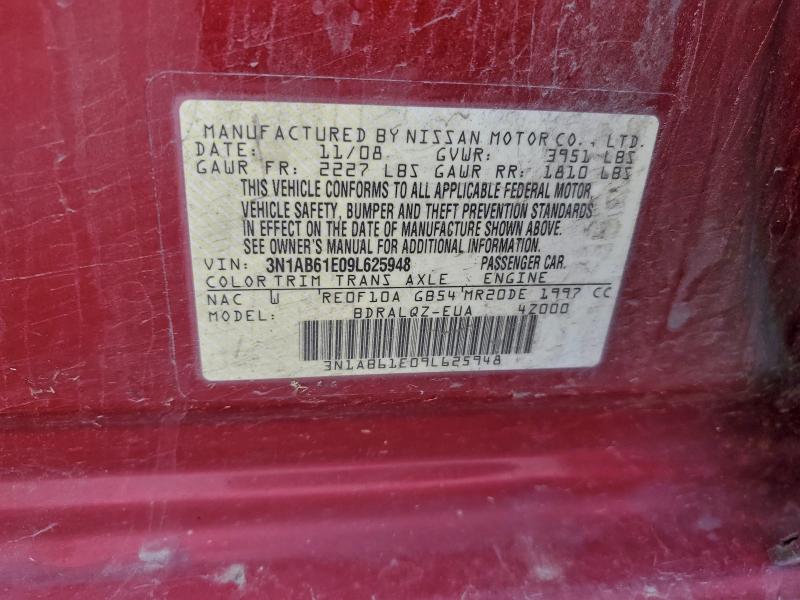 MANUFACTURED BY NISSAN MOTOR CO., LTD.
DATE: 11/08 GVWR: 3951 LBS
GAWR FR: 2227 LBS GAWR RR: 1810 LBS
THIS VEHICLE CONFORMS TO ALL APPLICABLE FEDERAL MOTOR
VEHICLE SAFETY, BUMPER AND THEFT PREVENTION STANDARDS
IN EFFECT ON THE DATE OF MANUFACTURE SHOWN ABOVE.
SEE OWNER'S MANUAL FOR ADDITIONAL INFORMATION.
VIN: 3N1AB61E09L625948 PASSENGER CAR.
COLOR TRIM TRANS AXLE ENGINE
NAC W RE0F10A GB54 MR20DE 1997 CC
MODEL: BDRALQZ-EUA 4Z000
3N1AB61E09L625948